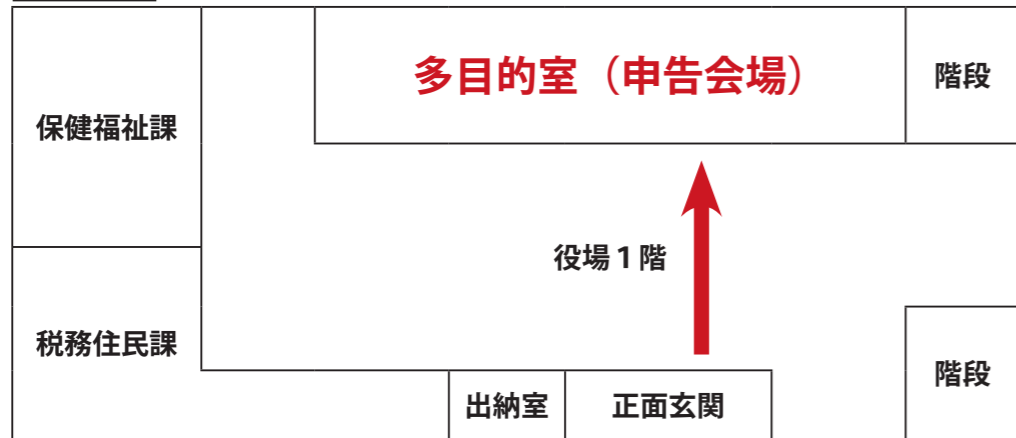 多目的室（申告会場）
階段
保健福祉課
役場１階
税務住民課
階段
出納室
正面玄関